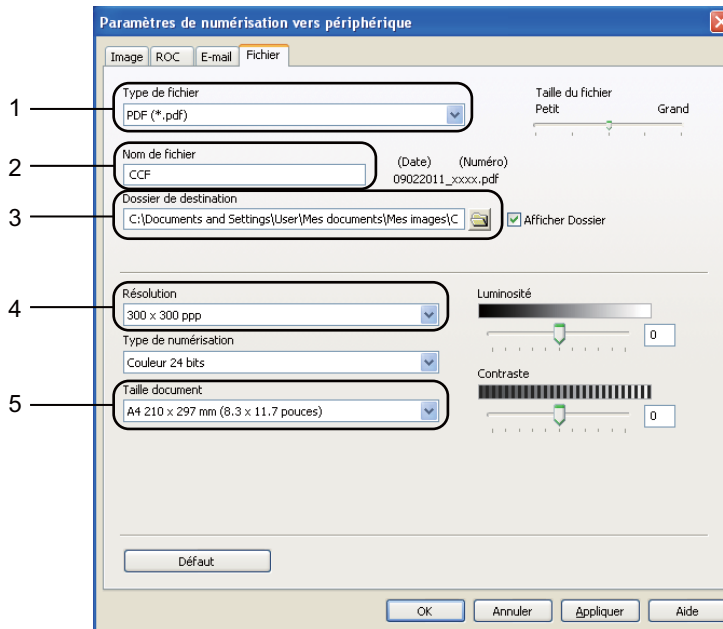 Paramètres de numérisation vers périphérique
Image ROC E-mail Fichier
1
Type de fichier
PDF (*.pdf)
Taille du fichier
Petit Grand
2
Nom de fichier
CCF
(Date) (Numéro)
09022011_xxxx.pdf
3
Dossier de destination
C:\Documents and Settings\User\Mes documents\Mes images\C
Afficher Dossier
4
Résolution
300 x 300 ppp
Luminosité
0
Type de numérisation
Couleur 24 bits
5
Taille document
A4 210 x 297 mm (8.3 x 11.7 pouces)
Contraste
0
Défaut
OK Annuler Appliquer Aide